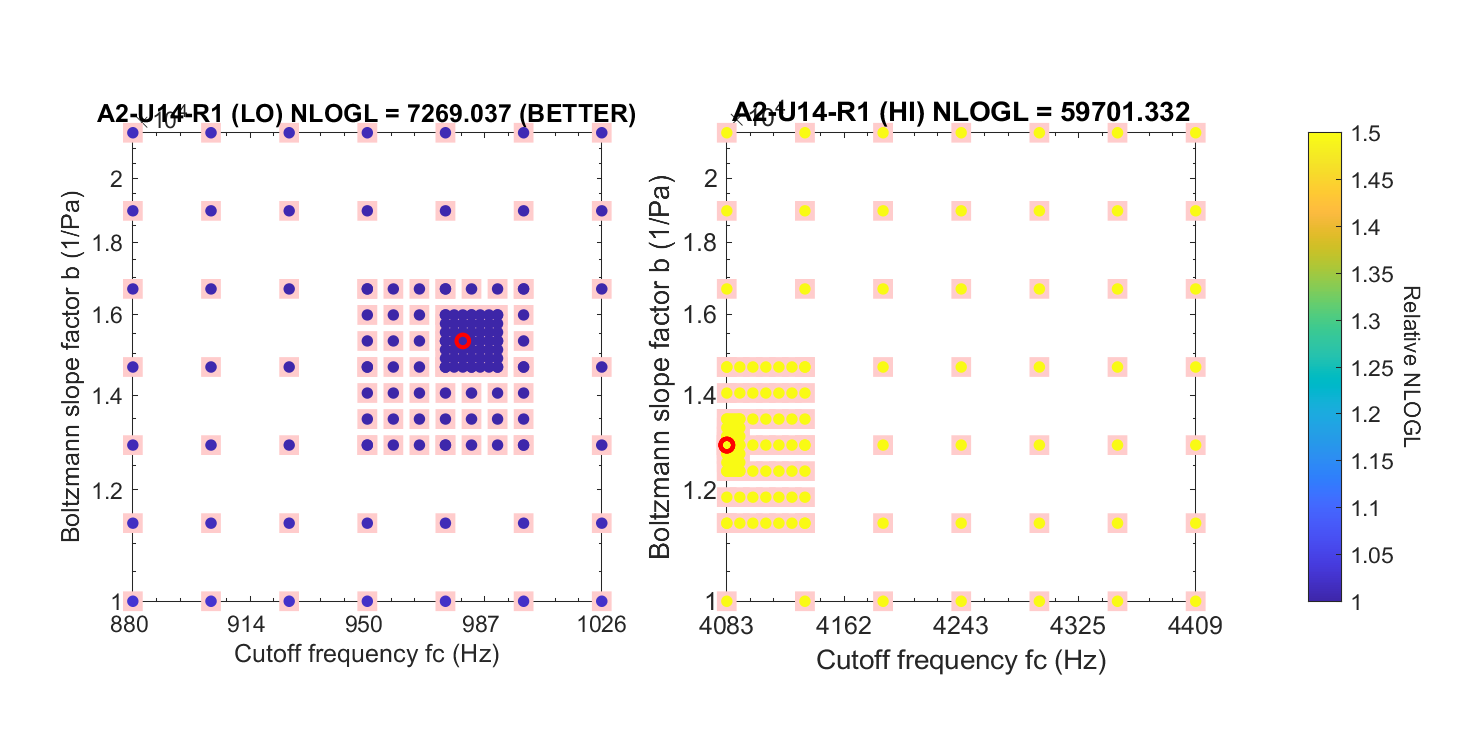 A2-U14-R1 (LO) NLOGL = 7269.037 (BETTER)
×10⁴
2
1.8
1.6
1.4
1.2
1
Boltzmann slope factor b (1/Pa)
880 914 950 987 1026
Cutoff frequency fc (Hz)
A2-U14-R1 (HI) NLOGL = 59701.332
×10⁴
2
1.8
1.6
1.4
1.2
1
Boltzmann slope factor b (1/Pa)
4083 4162 4243 4325 4409
Cutoff frequency fc (Hz)
1.5
1.45
1.4
1.35
1.3
1.25
1.2
1.15
1.1
1.05
1
Relative NLOGL